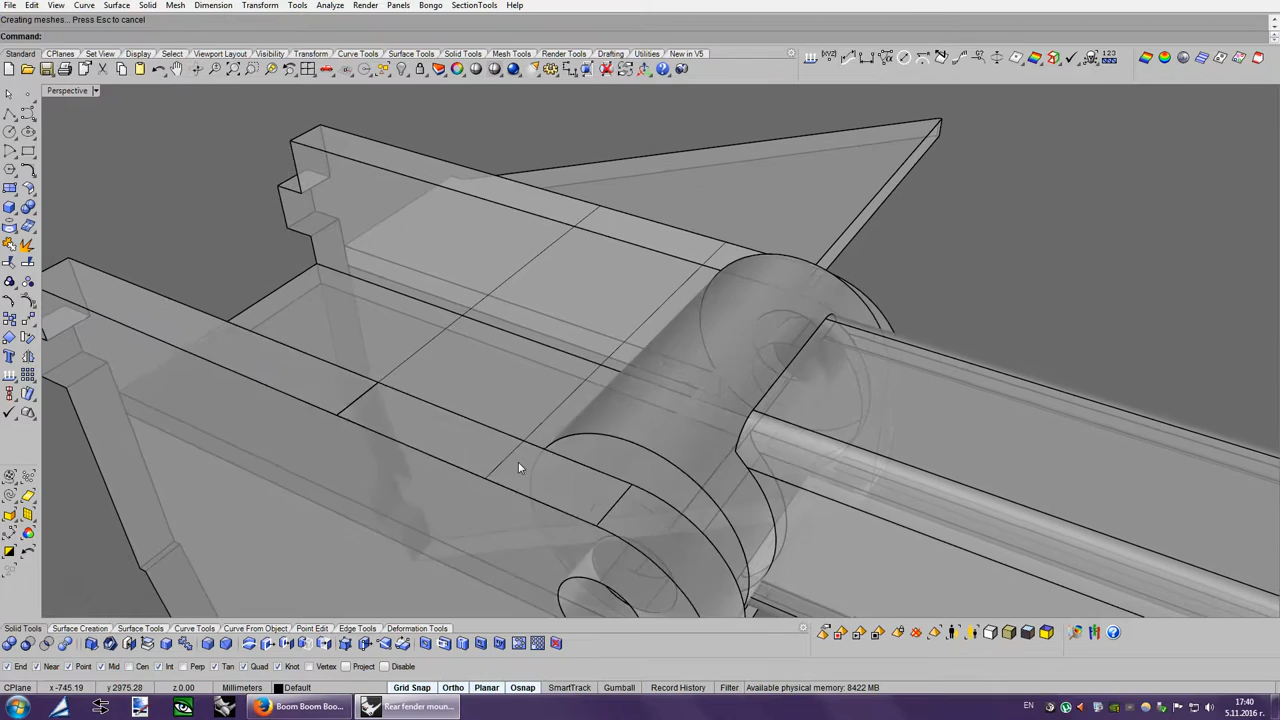 File Edit View Curve Surface Solid Mesh Dimension Transform Tools Analyze Render Panels Bongo SectionTools Help
Creating meshes... Press Esc to cancel
Command:
Standard CPlanes Set View Display Select Viewport Layout Visibility Transform Curve Tools Surface Tools Solid Tools Mesh Tools Render Tools Drafting Utilities New in V5
Perspective
Solid Tools Surface Creation Surface Tools Curve Tools Curve From Object Point Edit Edge Tools Deformation Tools
End Near Point Mid Cen Int Perp Tan Quad Knot Vertex Project Disable
CPlane x -745.19 y 2975.28 z 0.00 Millimeters Default Grid Snap Ortho Planar Osnap SmartTrack Gumball Record History Filter Available physical memory: 8422 MB
Boom Boom Boo... Rear fender moun... EN 17:40
5.11.2016 г.